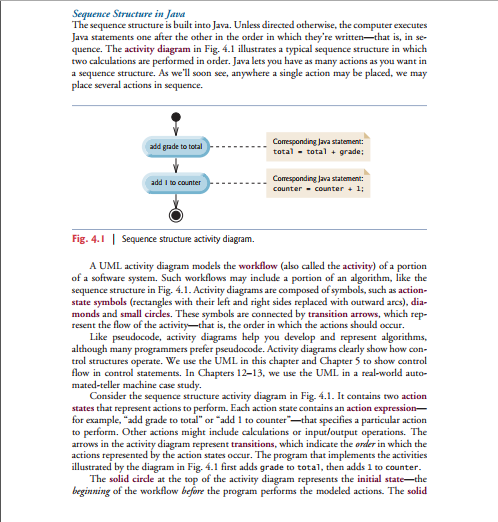 Sequence Structure in Java
The sequence structure is built into Java. Unless directed otherwise, the computer executes
Java statements one after the other in the order in which they're written—that is, in se-
quence. The activity diagram in Fig. 4.1 illustrates a typical sequence structure in which
two calculations are performed in order. Java lets you have as many actions as you want in
a sequence structure. As we'll soon see, anywhere a single action may be placed, we may
place several actions in sequence.
add grade to total
Corresponding Java statement:
total = total + grade;
add 1 to counter
Corresponding Java statement:
counter = counter + 1;
Fig. 4.1 | Sequence structure activity diagram.
A UML activity diagram models the workflow (also called the activity) of a portion
of a software system. Such workflows may include a portion of an algorithm, like the
sequence structure in Fig. 4.1. Activity diagrams are composed of symbols, such as action-
state symbols (rectangles with their left and right sides replaced with outward arcs), dia-
monds and small circles. These symbols are connected by transition arrows, which rep-
resent the flow of the activity—that is, the order in which the actions should occur.
Like pseudocode, activity diagrams help you develop and represent algorithms,
although many programmers prefer pseudocode. Activity diagrams clearly show how con-
trol structures operate. We use the UML in this chapter and Chapter 5 to show control
flow in control statements. In Chapters 12–13, we use the UML in a real-world auto-
mated-teller machine case study.
Consider the sequence structure activity diagram in Fig. 4.1. It contains two action
states that represent actions to perform. Each action state contains an action expression—
for example, “add grade to total” or “add 1 to counter”—that specifies a particular action
to perform. Other actions might include calculations or input/output operations. The
arrows in the activity diagram represent transitions, which indicate the order in which the
actions represented by the action states occur. The program that implements the activities
illustrated by the diagram in Fig. 4.1 first adds grade to total, then adds 1 to counter.
The solid circle at the top of the activity diagram represents the initial state—the
beginning of the workflow before the program performs the modeled actions. The solid